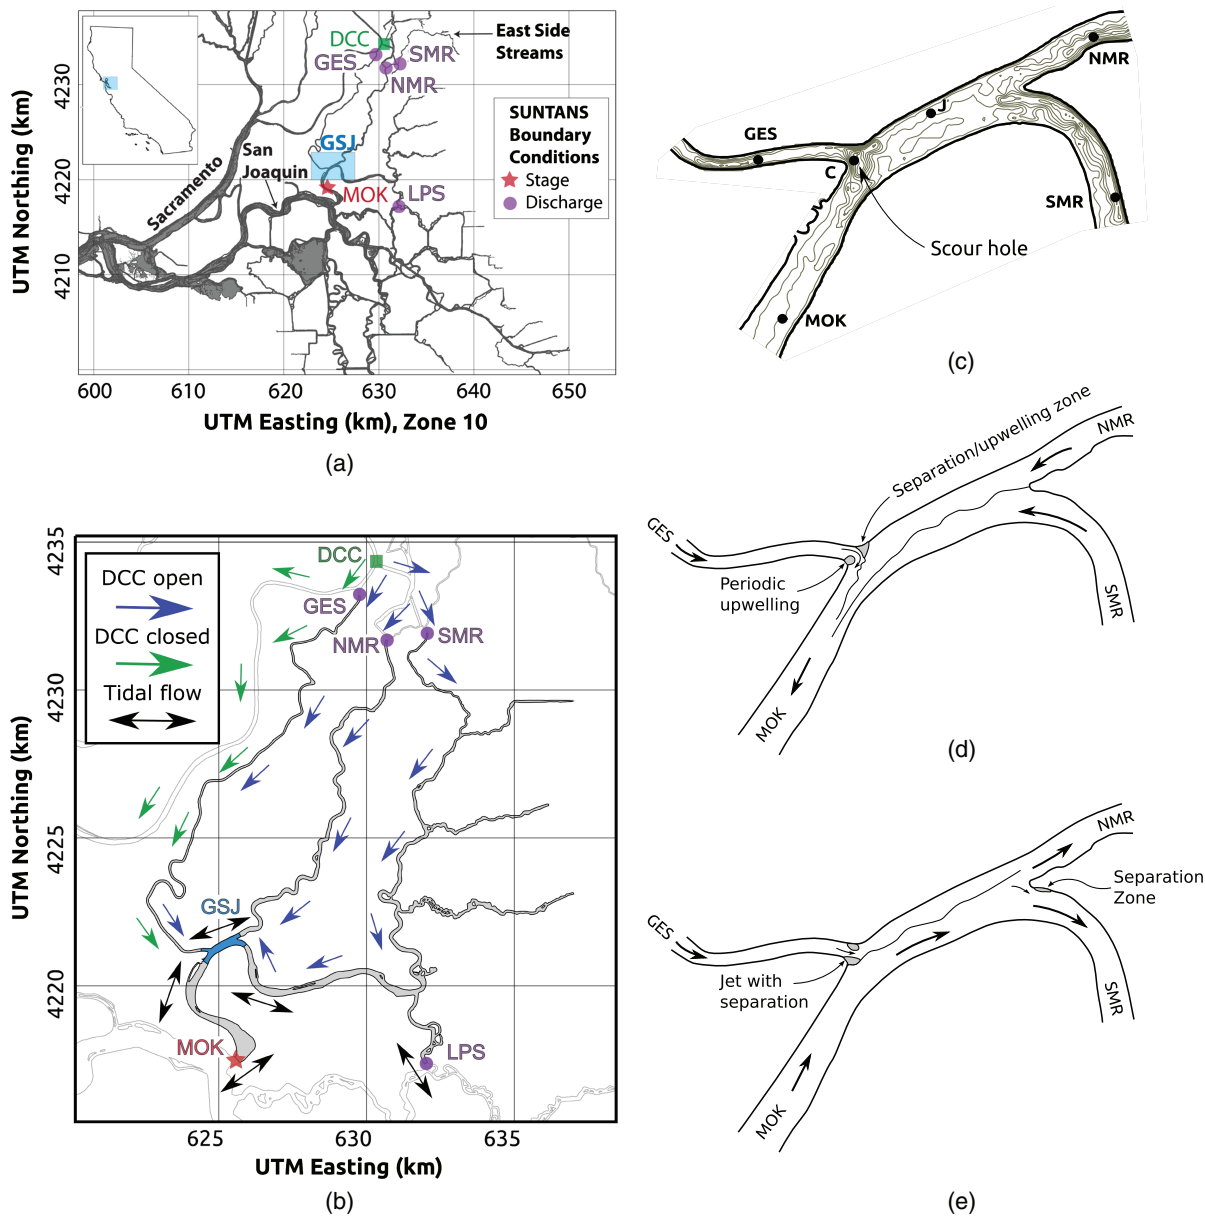 DCC
GES
SMR
NMR
East Side
Streams
SUNTANS
Boundary
Conditions
Stage
Discharge
GSJ
San
Joaquin
Sacramento
MOK
LPS
4230
4220
4210
UTM Northing (km)
600
610
620
630
640
650
UTM Easting (km), Zone 10
(a)
DCC open
DCC closed
Tidal flow
DCC
GES
NMR
SMR
GSJ
MOK
LPS
4235
4230
4225
4220
UTM Northing (km)
625
630
635
UTM Easting (km)
(b)
NMR
J
GES
C
SMR
Scour hole
MOK
(c)
Separation/upwelling zone
NMR
GES
Periodic
upwelling
SMR
MOK
(d)
NMR
Separation
Zone
GES
Jet with
separation
SMR
MOK
(e)